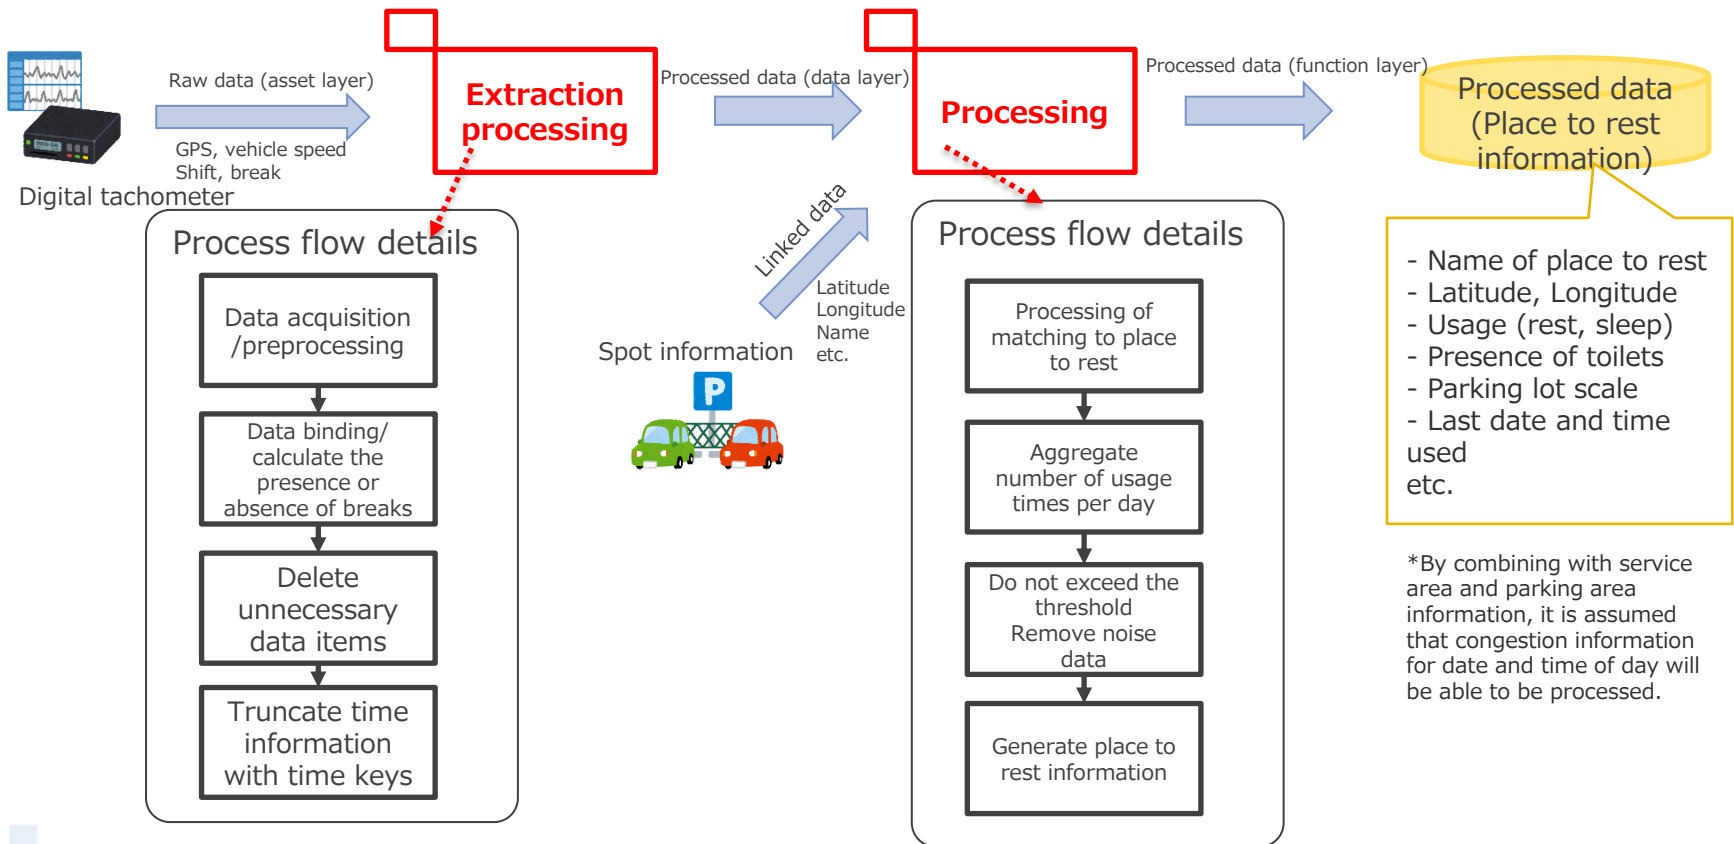 Raw data (asset layer)
GPS, vehicle speed
Shift, break
Digital tachometer
Extraction
processing
Processed data (data layer)
Processing
Processed data (function layer)
Processed data
(Place to rest
information)
Process flow details
Data acquisition
/preprocessing
Data binding/
calculate the
presence or
absence of breaks
Delete
unnecessary
data items
Truncate time
information
with time keys
Linked data
Latitude
Longitude
Name
etc.
Spot information
P
Process flow details
Processing of
matching to place
to rest
Aggregate
number of usage
times per day
Do not exceed the
threshold
Remove noise
data
Generate place to
rest information
- Name of place to rest
- Latitude, Longitude
- Usage (rest, sleep)
- Presence of toilets
- Parking lot scale
- Last date and time
used
etc.
*By combining with service
area and parking area
information, it is assumed
that congestion information
for date and time of day will
be able to be processed.